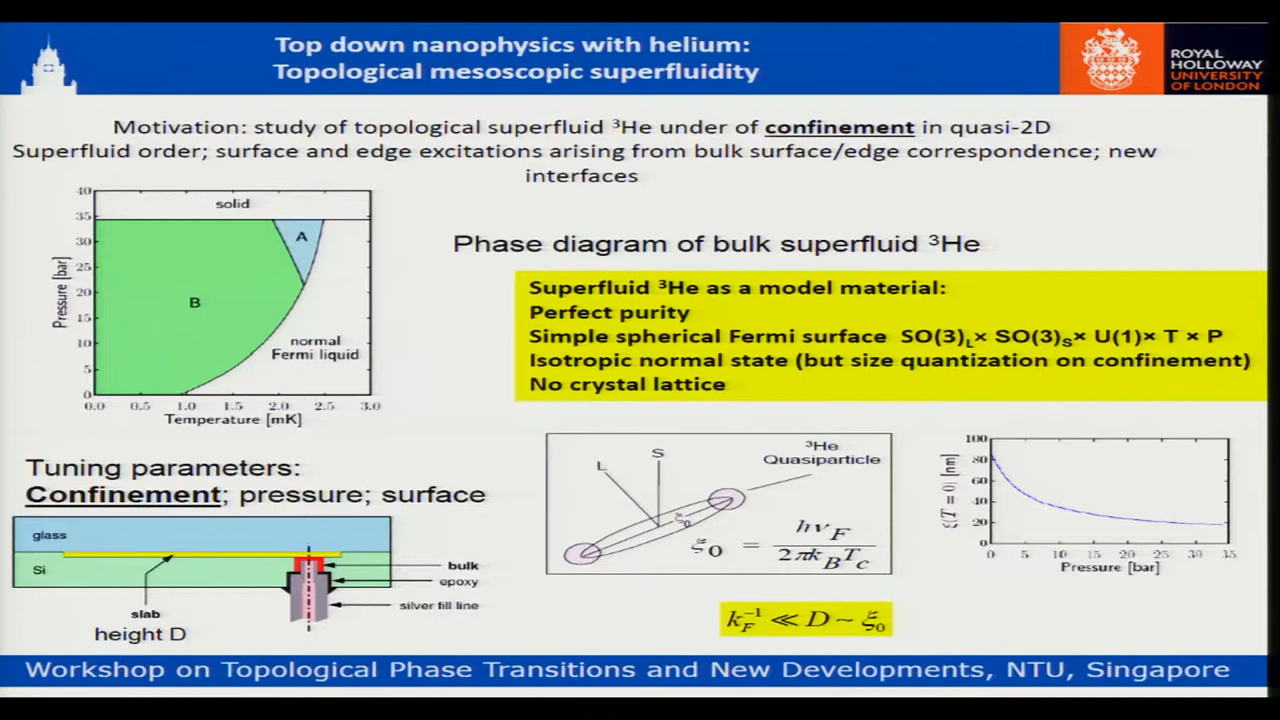 Top down nanophysics with helium:
Topological mesoscopic superfluidity
ROYAL
HOLLOWAY
UNIVERSITY
OF LONDON
Motivation: study of topological superfluid ³He under of confinement in quasi-2D
Superfluid order; surface and edge excitations arising from bulk surface/edge correspondence; new
interfaces
40
35
30
25
20
15
10
5
0
Pressure [bar]
solid
A
B
normal
Fermi liquid
0.0 0.5 1.0 1.5 2.0 2.5 3.0
Temperature [mK]
Phase diagram of bulk superfluid ³He
Superfluid ³He as a model material:
Perfect purity
Simple spherical Fermi surface SO(3)L× SO(3)S× U(1)× T × P
Isotropic normal state (but size quantization on confinement)
No crystal lattice
Tuning parameters:
Confinement; pressure; surface
glass
Si
bulk
epoxy
silver fill line
slab
height D
L
S
³He
Quasiparticle
ξ₀
ξ₀ = ħv_F / 2πk_BT_c
k_F⁻¹ ≪ D ~ ξ₀
100
80
60
40
20
0
ξ(T = 0) [nm]
0 5 10 15 20 25 30 35
Pressure [bar]
Workshop on Topological Phase Transitions and New Developments, NTU, Singapore